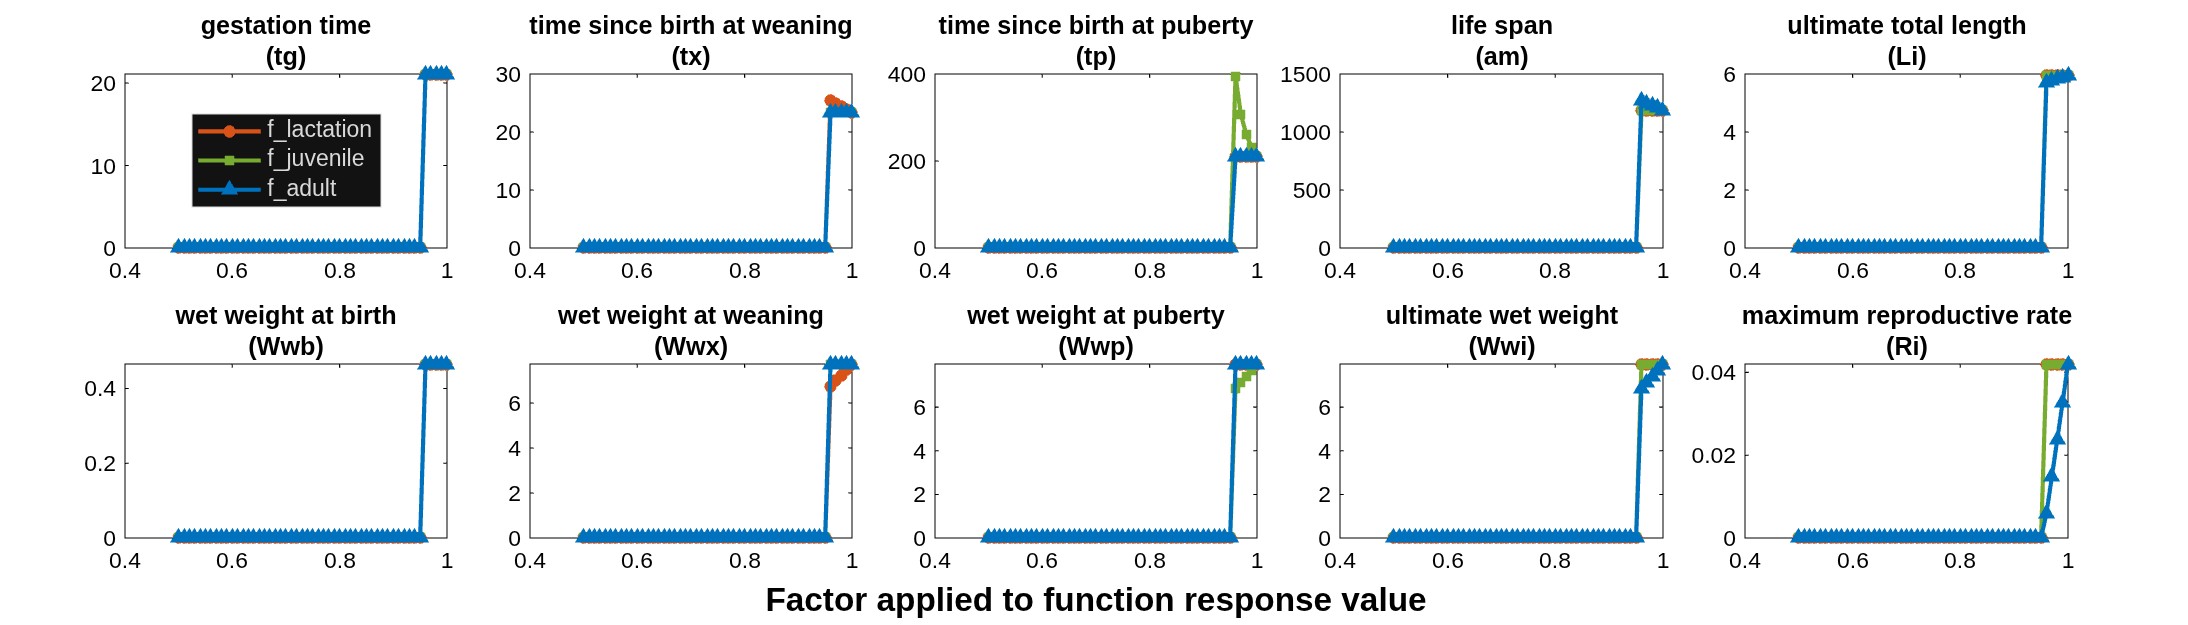 gestation time
(tg)
time since birth at weaning
(tx)
time since birth at puberty
(tp)
life span
(am)
ultimate total length
(Li)
20
10
0
0.4 0.6 0.8 1
f_lactation
f_juvenile
f_adult
30
20
10
0
0.4 0.6 0.8 1
400
200
0
0.4 0.6 0.8 1
1500
1000
500
0
0.4 0.6 0.8 1
6
4
2
0
0.4 0.6 0.8 1
wet weight at birth
(Wwb)
wet weight at weaning
(Wwx)
wet weight at puberty
(Wwp)
ultimate wet weight
(Wwi)
maximum reproductive rate
(Ri)
0.4
0.2
0
0.4 0.6 0.8 1
6
4
2
0
0.4 0.6 0.8 1
6
4
2
0
0.4 0.6 0.8 1
6
4
2
0
0.4 0.6 0.8 1
0.04
0.02
0
0.4 0.6 0.8 1
Factor applied to function response value